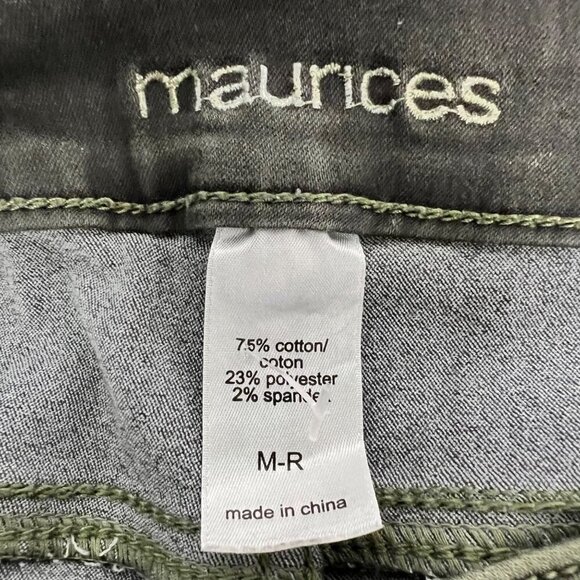 maurices
75% cotton/
coton
23% polyester
2% spandex
M-R
made in china